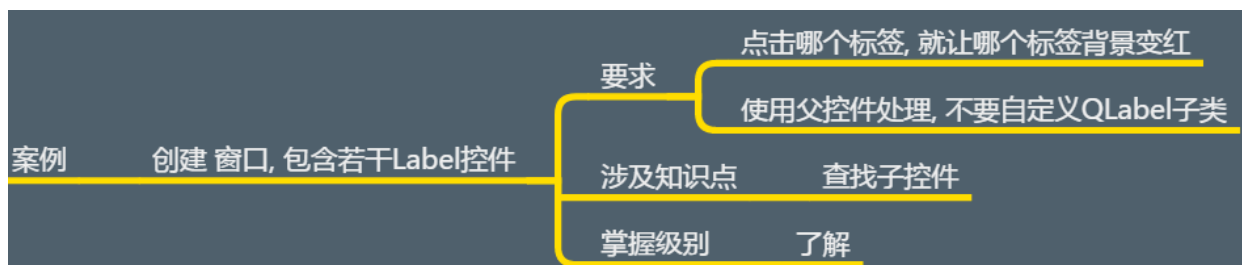 案例
创建 窗口, 包含若干Label控件
要求
点击哪个标签, 就让哪个标签背景变红
使用父控件处理, 不要自定义QLabel子类
涉及知识点
查找子控件
掌握级别
了解